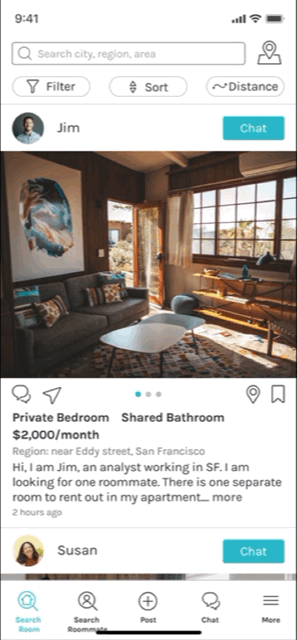 9:41
Search city, region, area
Filter
Sort
Distance
Jim
Chat
Private Bedroom Shared Bathroom
$2,000/month
Region: near Eddy street, San Francisco
Hi, I am Jim, an analyst working in SF. I am
looking for one roommate. There is one separate
room to rent out in my apartment... more
2 hours ago
Susan
Chat
Search
Room
Search
Roommate
Post
Chat
More